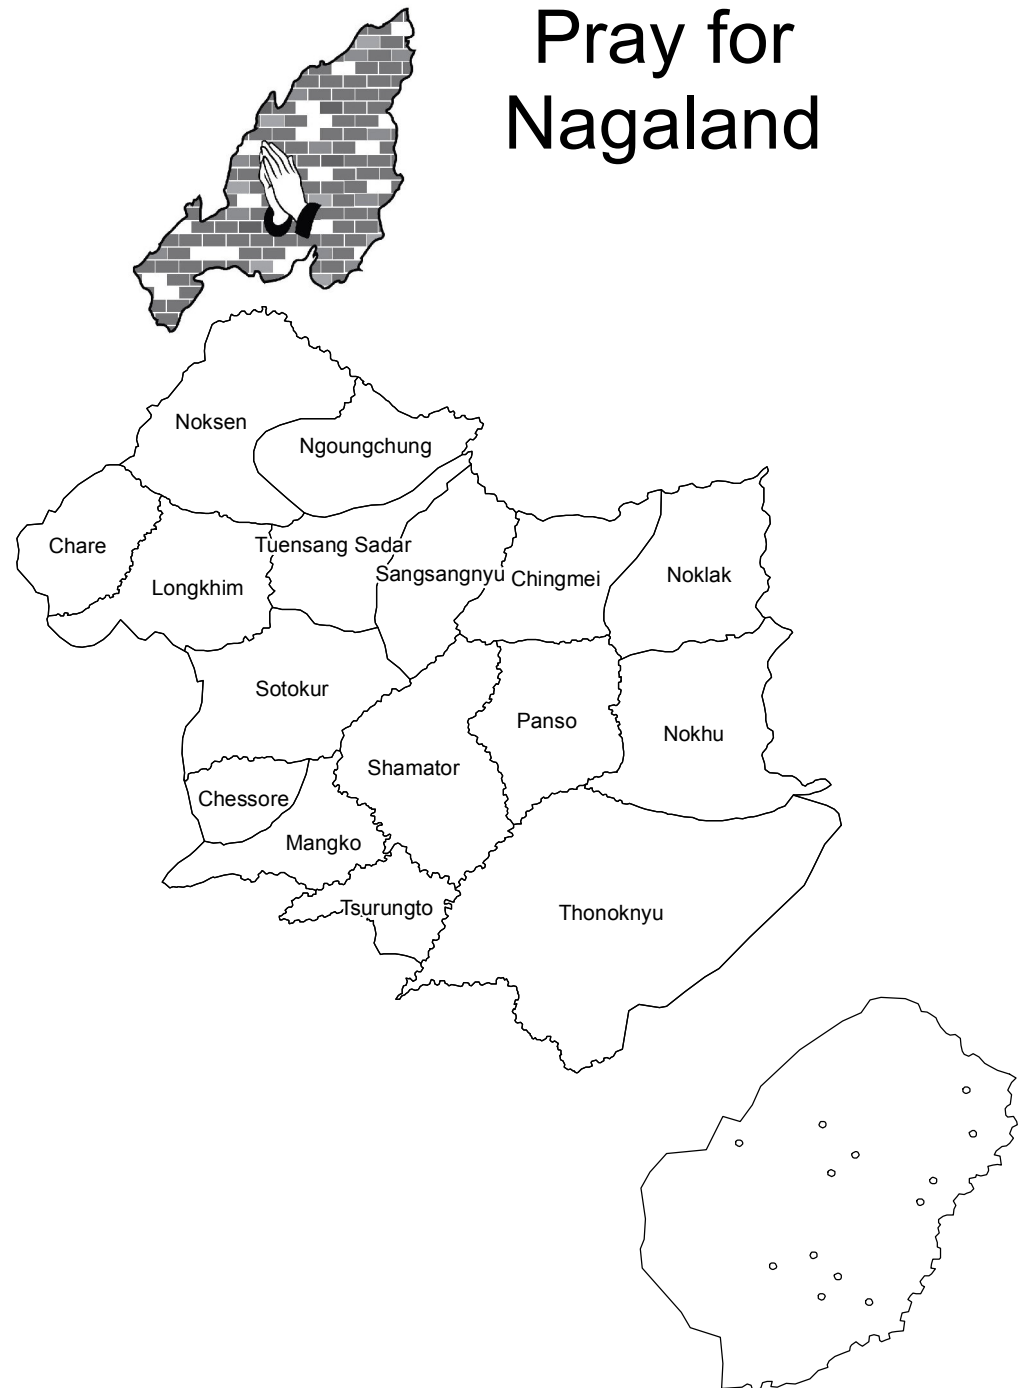 Pray for
Nagaland
Noksen
Ngoungchung
Chare
Tuensang Sadar
Longkhim
Sangsangnyu
Chingmei
Noklak
Sotokur
Panso
Nokhu
Shamator
Chessore
Mangko
Tsurungto
Thonoknyu